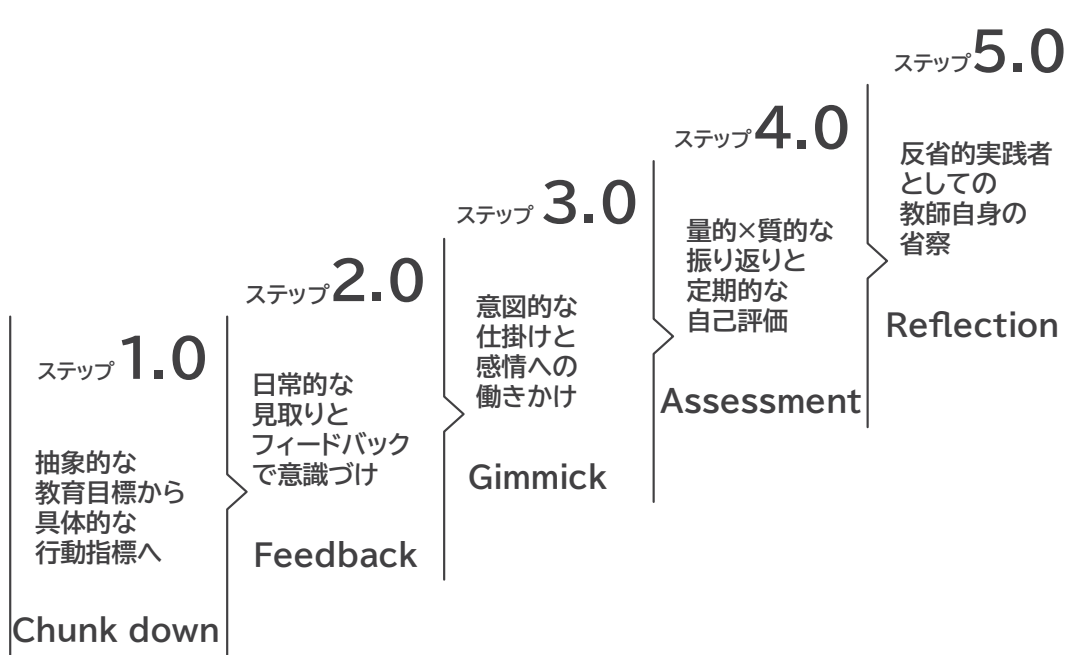 ステップ1.0
抽象的な
教育目標から
具体的な
行動指標へ
Chunk down
ステップ2.0
日常的な
見取りと
フィードバック
で意識づけ
Feedback
ステップ3.0
意図的な
仕掛けと
感情への
働きかけ
Gimmick
ステップ4.0
量的×質的な
振り返りと
定期的な
自己評価
Assessment
ステップ5.0
反省的実践者
としての
教師自身の
省察
Reflection